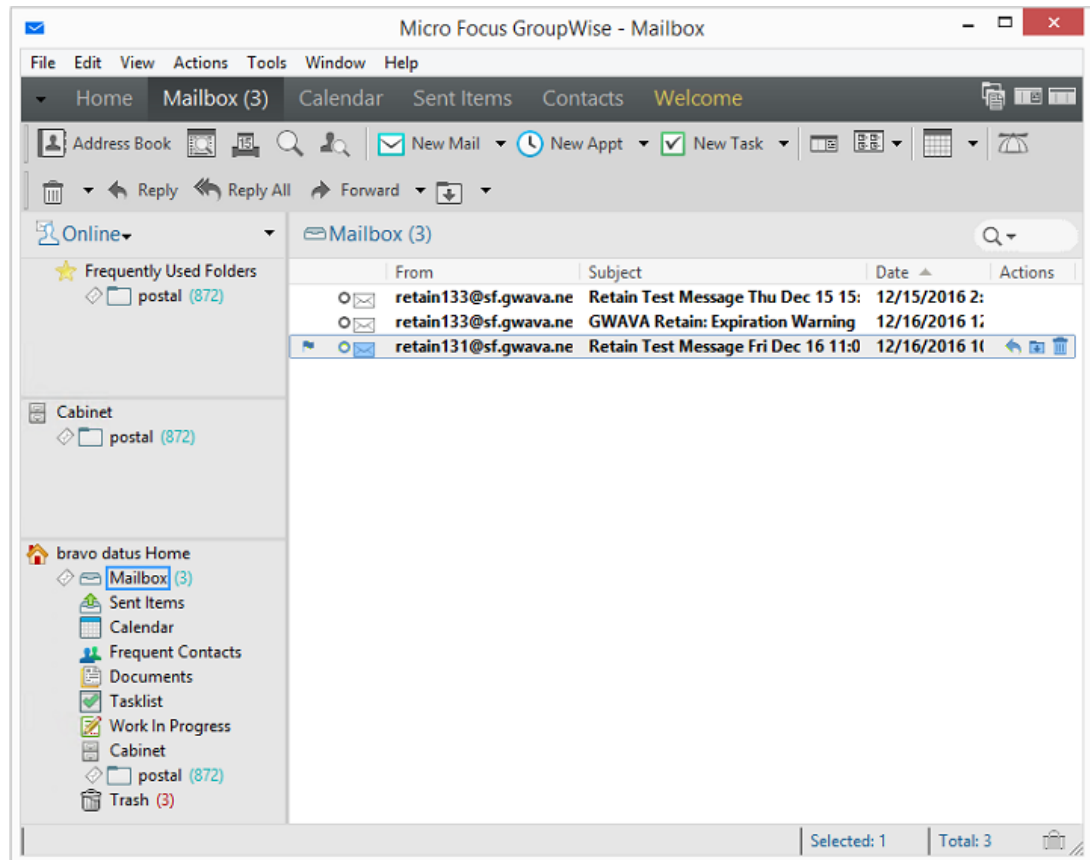 Micro Focus GroupWise - Mailbox
File Edit View Actions Tools Window Help
Home Mailbox (3) Calendar Sent Items Contacts Welcome
Address Book 15 New Mail New Appt New Task
Reply Reply All Forward
Online
Mailbox (3)
From Subject Date Actions
Frequently Used Folders
postal (872)
retain133@sf.gwava.ne Retain Test Message Thu Dec 15 15: 12/15/2016 2:
retain133@sf.gwava.ne GWAVA Retain: Expiration Warning 12/16/2016 12
retain131@sf.gwava.ne Retain Test Message Fri Dec 16 11:0 12/16/2016 10
Cabinet
postal (872)
bravo datus Home
Mailbox (3)
Sent Items
Calendar
Frequent Contacts
Documents
Tasklist
Work In Progress
Cabinet
postal (872)
Trash (3)
Selected: 1 Total: 3